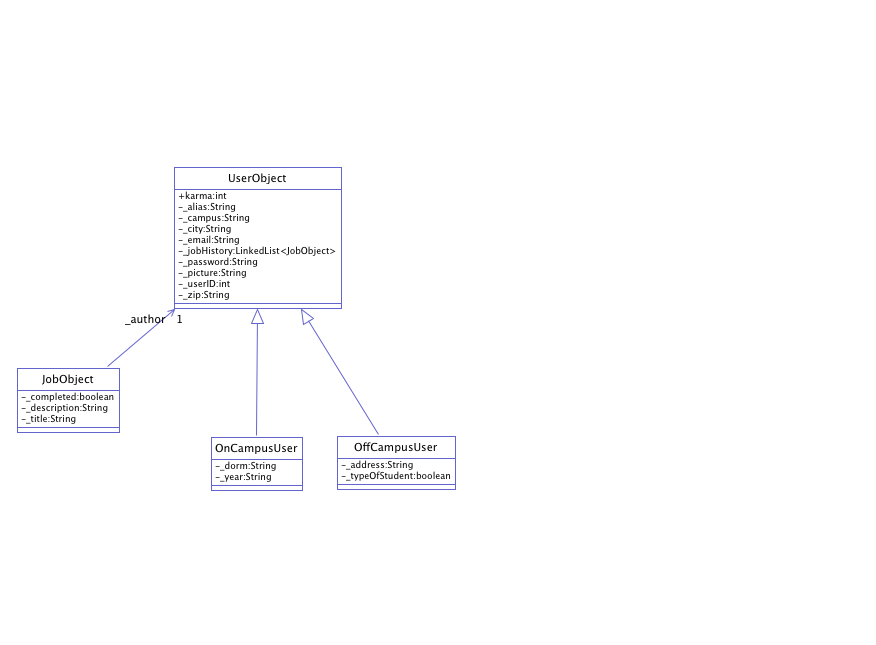 UserObject
+karma:int
-_alias:String
-_campus:String
-_city:String
-_email:String
-_jobHistory:LinkedList<JobObject>
-_password:String
-_picture:String
-_userID:int
-_zip:String
_author 1
JobObject
-_completed:boolean
-_description:String
-_title:String
OnCampusUser
-_dorm:String
-_year:String
OffCampusUser
-_address:String
-_typeOfStudent:boolean